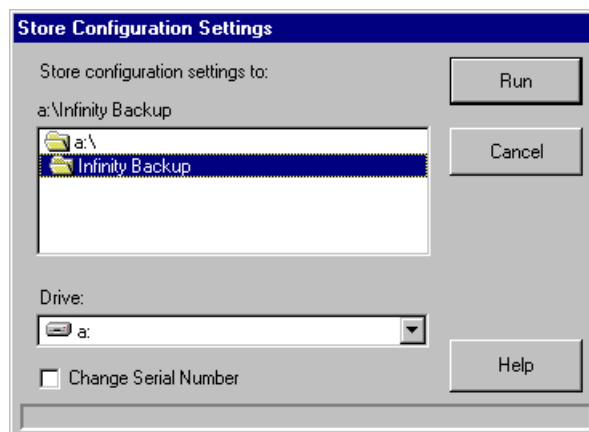 Store Configuration Settings
Store configuration settings to:
Run
a:\Infinity Backup
a:\
Infinity Backup
Cancel
Drive:
a:
Change Serial Number
Help